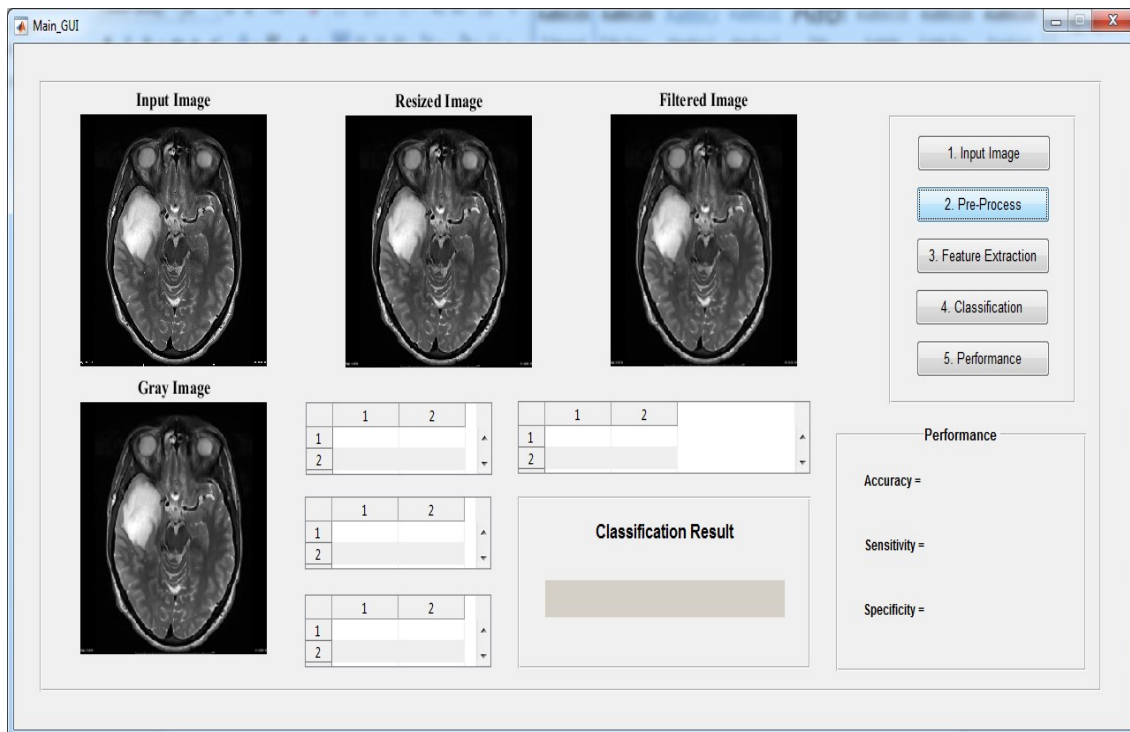 Main_GUI
Input Image
Resized Image
Filtered Image
1. Input Image
2. Pre-Process
3. Feature Extraction
4. Classification
5. Performance
Gray Image
1 2
1
2
1 2
1
2
1 2
1
2
1 2
1
2
Classification Result
Performance
Accuracy =
Sensitivity =
Specificity =